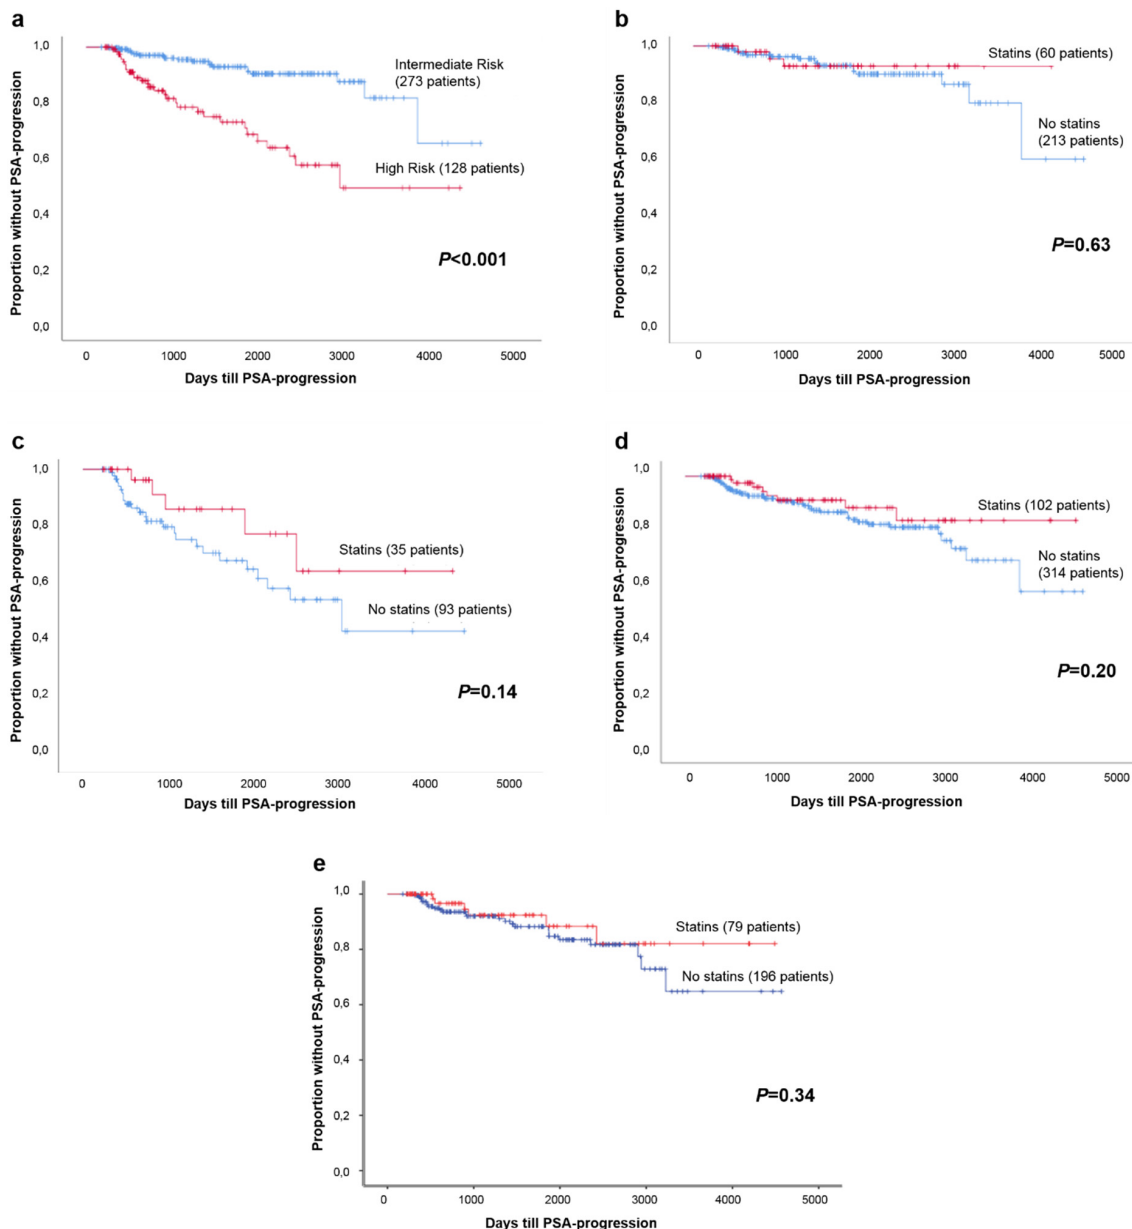 a
Proportion without PSA-progression
1,0
0,8
0,6
0,4
0,2
0,0
Intermediate Risk
(273 patients)
High Risk (128 patients)
P<0.001
0 1000 2000 3000 4000 5000
Days till PSA-progression
b
Proportion without PSA-progression
1,0
0,8
0,6
0,4
0,2
0,0
Statins (60 patients)
No statins
(213 patients)
P=0.63
0 1000 2000 3000 4000 5000
Days till PSA-progression
c
Proportion without PSA-progression
1,0
0,8
0,6
0,4
0,2
0,0
Statins (35 patients)
No statins (93 patients)
P=0.14
0 1000 2000 3000 4000 5000
Days till PSA-progression
d
Proportion without PSA-progression
1,0
0,8
0,6
0,4
0,2
0,0
Statins (102 patients)
No statins
(314 patients)
P=0.20
0 1000 2000 3000 4000 5000
Days till PSA-progression
e
Proportion without PSA-progression
1,0
0,8
0,6
0,4
0,2
0,0
Statins (79 patients)
No statins (196 patients)
P=0.34
0 1000 2000 3000 4000 5000
Days till PSA-progression